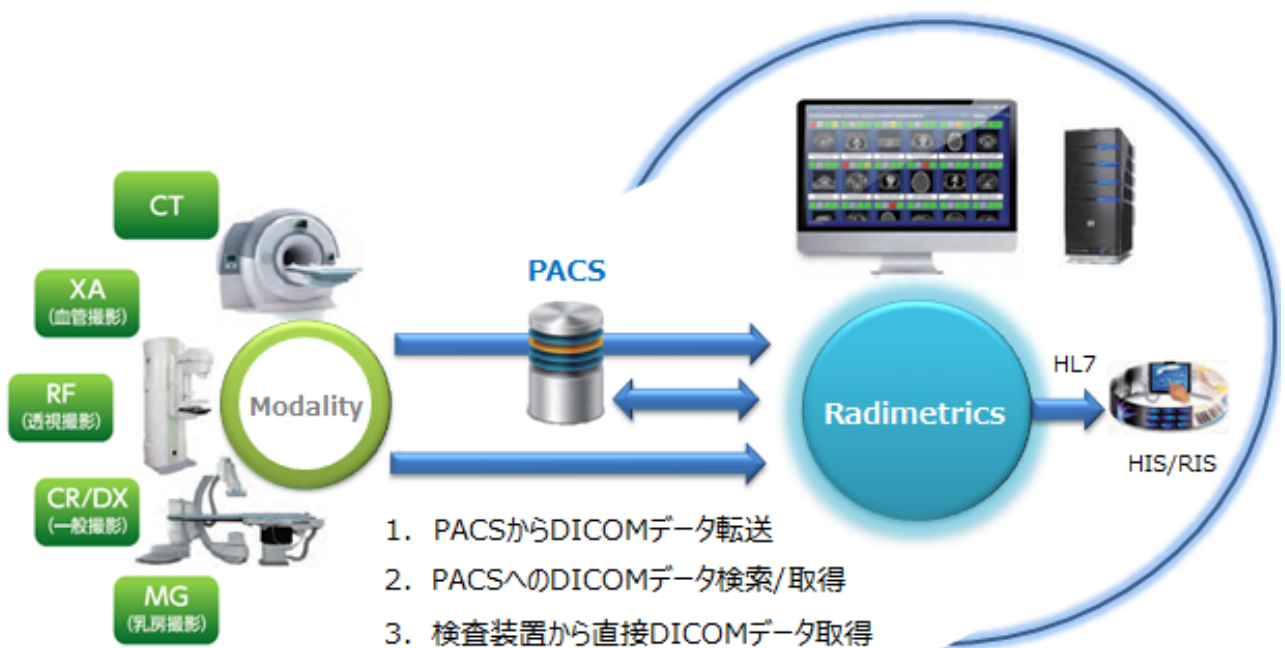 CT
XA
(血管撮影)
RF
(透視撮影)
CR/DX
(一般撮影)
MG
(乳房撮影)
Modality
PACS
Radimetrics
HL7
HIS/RIS
1. PACSからDICOMデータ転送
2. PACSへのDICOMデータ検索/取得
3. 検査装置から直接DICOMデータ取得